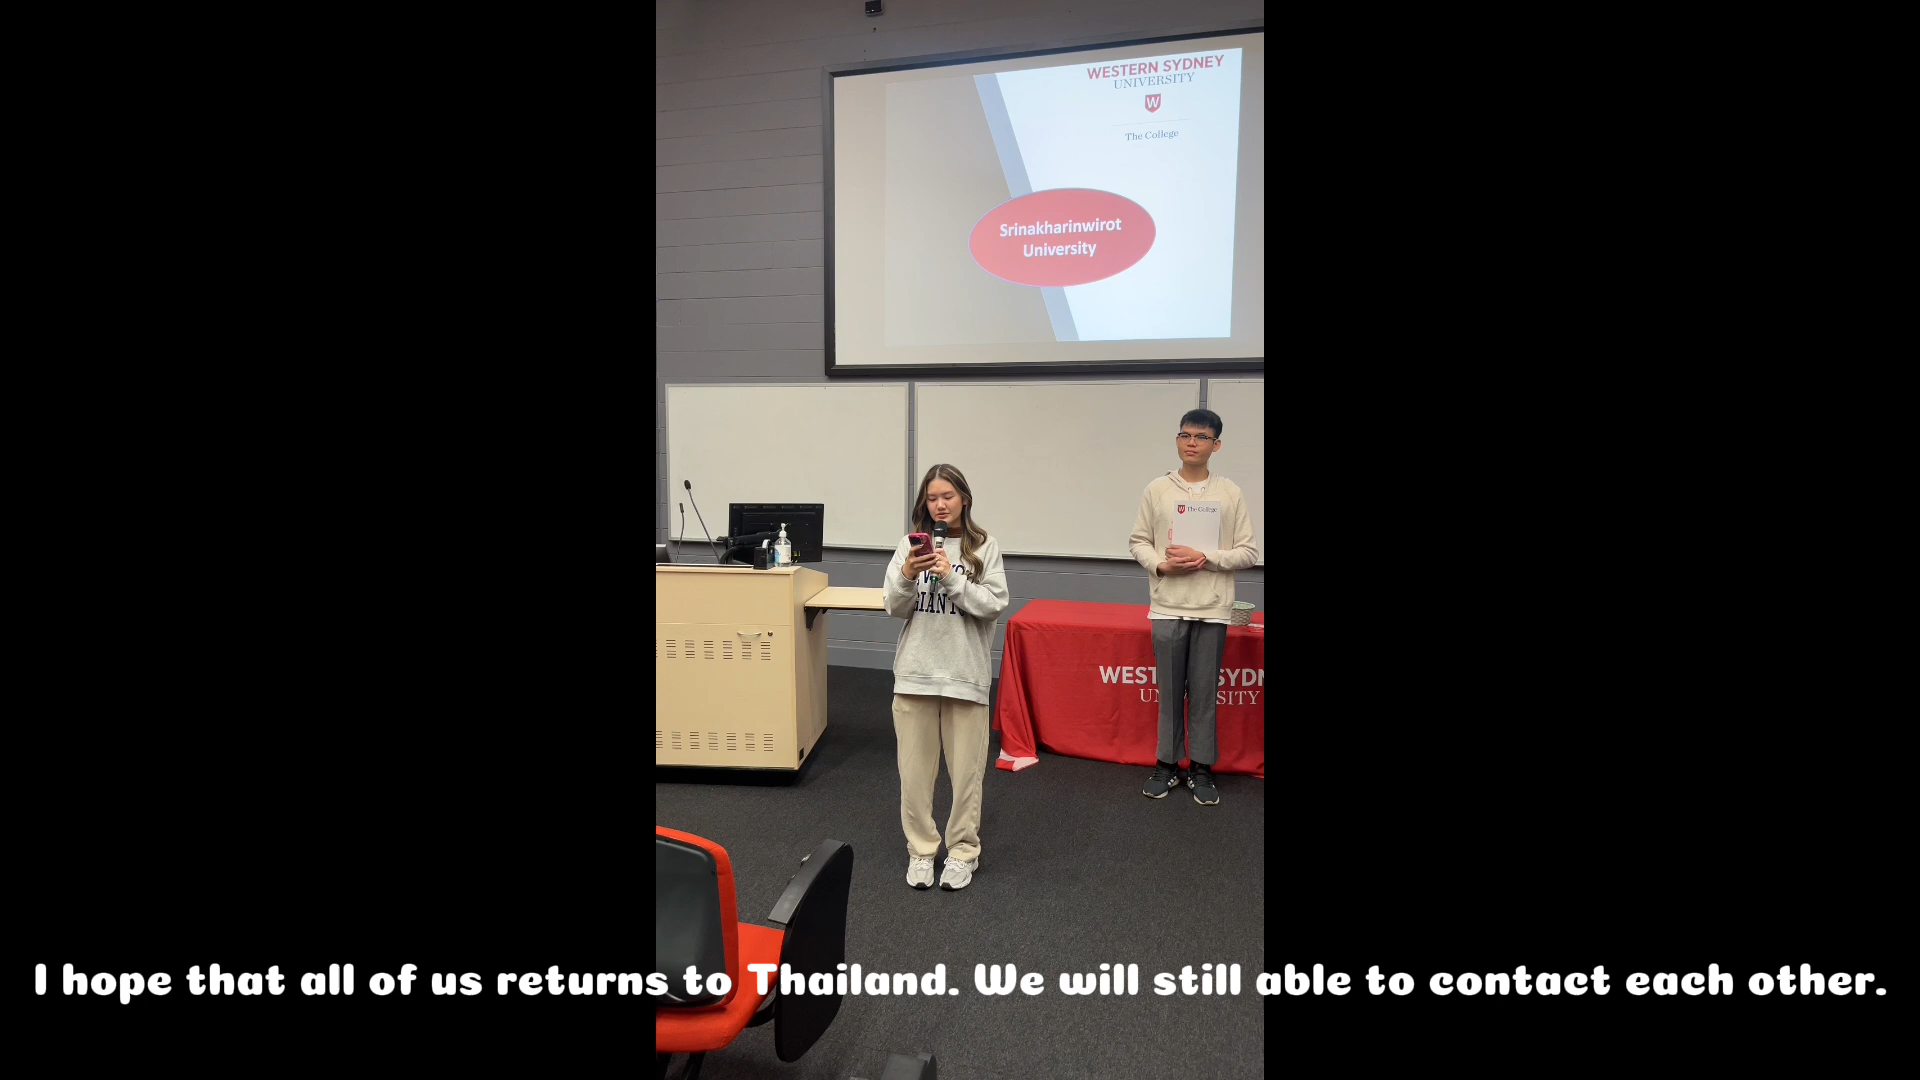 WESTERN SYDNEY
UNIVERSITY
W
The College
Srinakharinwirot
University
W The College
GIANT
WEST SYDN
UN SITY
I hope that all of us returns to Thailand. We will still able to contact each other.